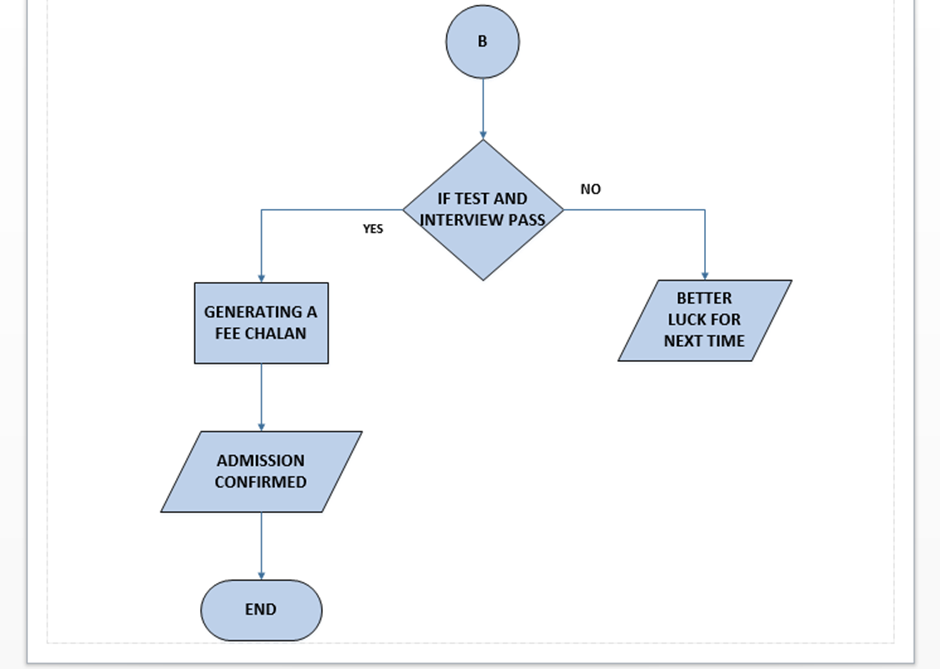 B
IF TEST AND
INTERVIEW PASS
NO
YES
GENERATING A
FEE CHALAN
BETTER
LUCK FOR
NEXT TIME
ADMISSION
CONFIRMED
END